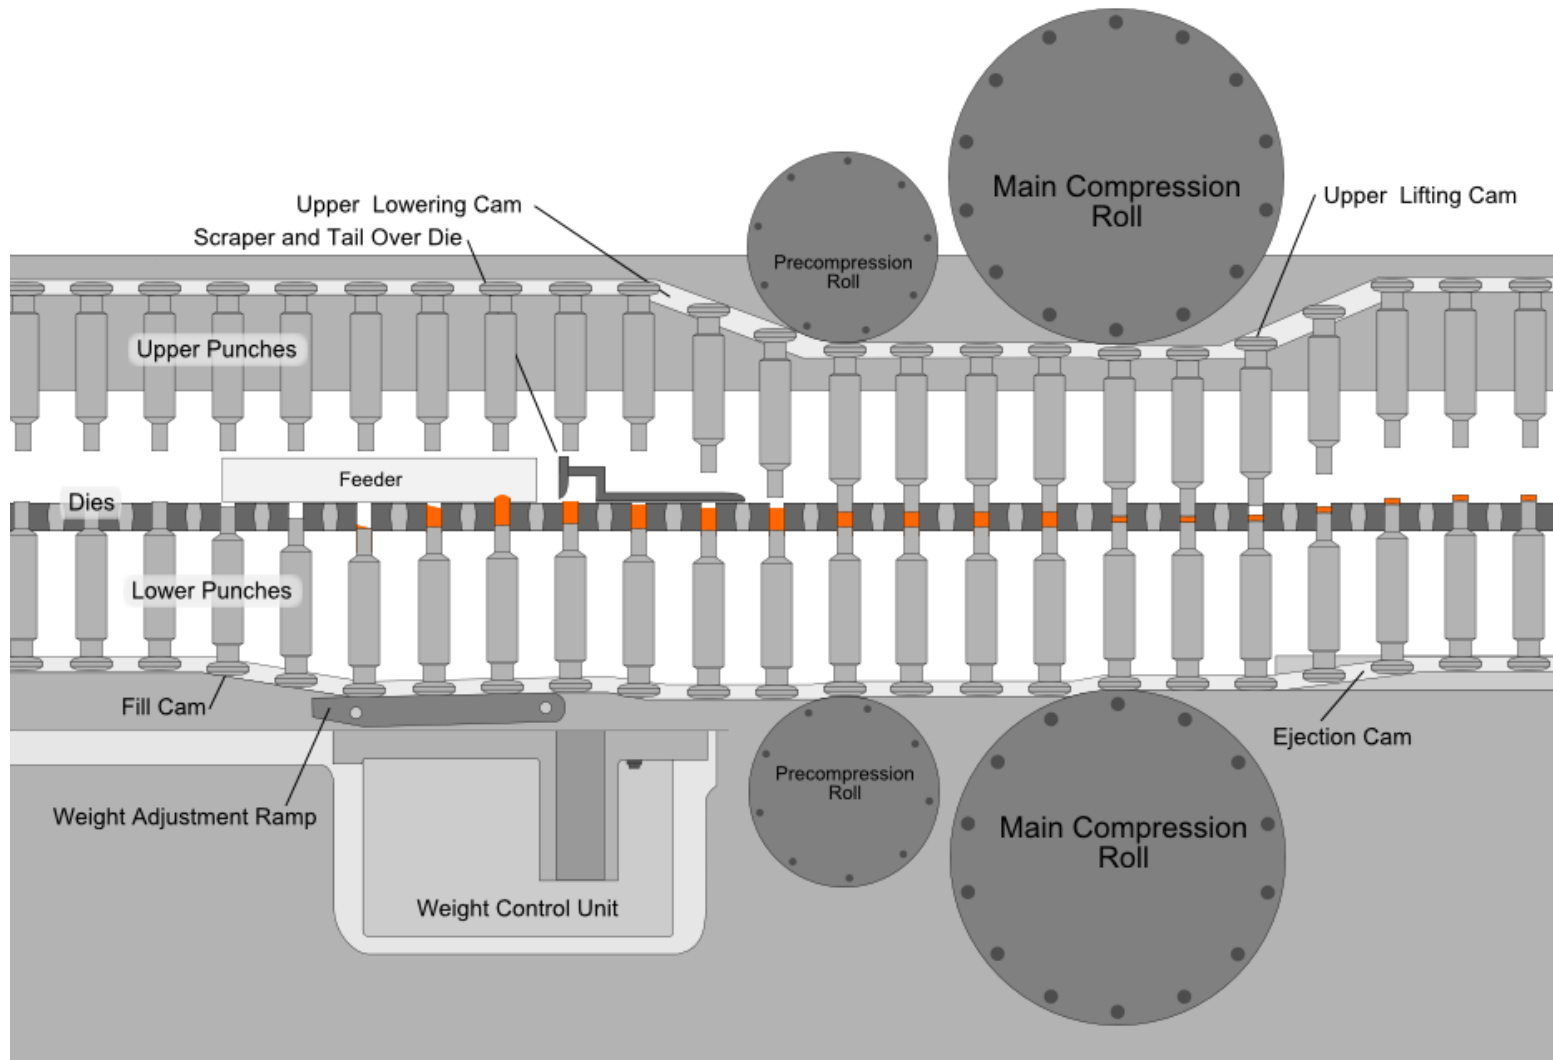 Main Compression
Roll
Upper Lifting Cam
Upper Lowering Cam
Scraper and Tail Over Die
Precompression
Roll
Upper Punches
Feeder
Dies
Lower Punches
Fill Cam
Ejection Cam
Weight Adjustment Ramp
Precompression
Roll
Main Compression
Roll
Weight Control Unit